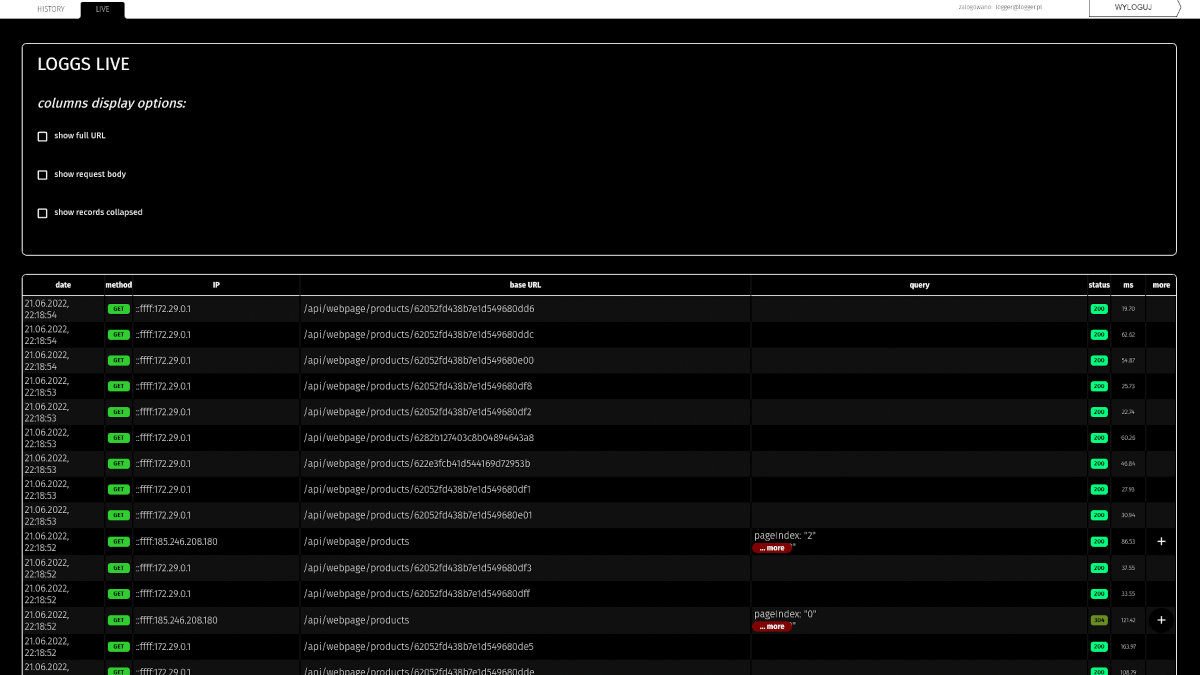 HISTORY LIVE zalogowano : logger@logger.pl WYLOGUJ
LOGGS LIVE
columns display options:
show full URL
show request body
show records collapsed
date method IP base URL query status ms more
21.06.2022, 22:18:54 GET ::ffff:172.29.0.1 /api/webpage/products/62052fd438b7e1d549680dd6 200 19.70
21.06.2022, 22:18:54 GET ::ffff:172.29.0.1 /api/webpage/products/62052fd438b7e1d549680ddc 200 62.62
21.06.2022, 22:18:54 GET ::ffff:172.29.0.1 /api/webpage/products/62052fd438b7e1d549680e00 200 54.87
21.06.2022, 22:18:53 GET ::ffff:172.29.0.1 /api/webpage/products/62052fd438b7e1d549680df8 200 25.73
21.06.2022, 22:18:53 GET ::ffff:172.29.0.1 /api/webpage/products/62052fd438b7e1d549680df2 200 22.74
21.06.2022, 22:18:53 GET ::ffff:172.29.0.1 /api/webpage/products/6282b127403c8b04894643a8 200 60.26
21.06.2022, 22:18:53 GET ::ffff:172.29.0.1 /api/webpage/products/622e3fcb41d544169d72953b 200 46.84
21.06.2022, 22:18:53 GET ::ffff:172.29.0.1 /api/webpage/products/62052fd438b7e1d549680df1 200 27.93
21.06.2022, 22:18:53 GET ::ffff:172.29.0.1 /api/webpage/products/62052fd438b7e1d549680e01 200 30.94
21.06.2022, 22:18:52 GET ::ffff:185.246.208.180 /api/webpage/products pageIndex: "2" ... more 200 86.53 +
21.06.2022, 22:18:52 GET ::ffff:172.29.0.1 /api/webpage/products/62052fd438b7e1d549680df3 200 37.55
21.06.2022, 22:18:52 GET ::ffff:172.29.0.1 /api/webpage/products/62052fd438b7e1d549680dff 200 33.55
21.06.2022, 22:18:52 GET ::ffff:185.246.208.180 /api/webpage/products pageIndex: "0" ... more 304 121.42 +
21.06.2022, 22:18:52 GET ::ffff:172.29.0.1 /api/webpage/products/62052fd438b7e1d549680de5 200 163.97
21.06.2022, GET ::ffff:172.29.0.1 /api/webpage/products/62052fd438b7e1d549680dde 200 108.79